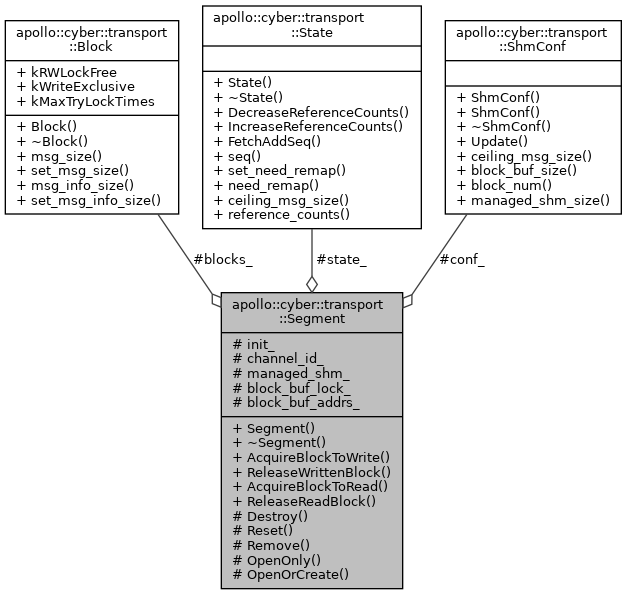 apollo::cyber::transport
::Block
+ kRWLockFree
+ kWriteExclusive
+ kMaxTryLockTimes
+ Block()
+ ~Block()
+ msg_size()
+ set_msg_size()
+ msg_info_size()
+ set_msg_info_size()
apollo::cyber::transport
::State
+ State()
+ ~State()
+ DecreaseReferenceCounts()
+ IncreaseReferenceCounts()
+ FetchAddSeq()
+ seq()
+ set_need_remap()
+ need_remap()
+ ceiling_msg_size()
+ reference_counts()
apollo::cyber::transport
::ShmConf
+ ShmConf()
+ ShmConf()
+ ~ShmConf()
+ Update()
+ ceiling_msg_size()
+ block_buf_size()
+ block_num()
+ managed_shm_size()
#blocks_
#state_
#conf_
apollo::cyber::transport
::Segment
# init_
# channel_id_
# managed_shm_
# block_buf_lock_
# block_buf_addrs_
+ Segment()
+ ~Segment()
+ AcquireBlockToWrite()
+ ReleaseWrittenBlock()
+ AcquireBlockToRead()
+ ReleaseReadBlock()
# Destroy()
# Reset()
# Remove()
# OpenOnly()
# OpenOrCreate()